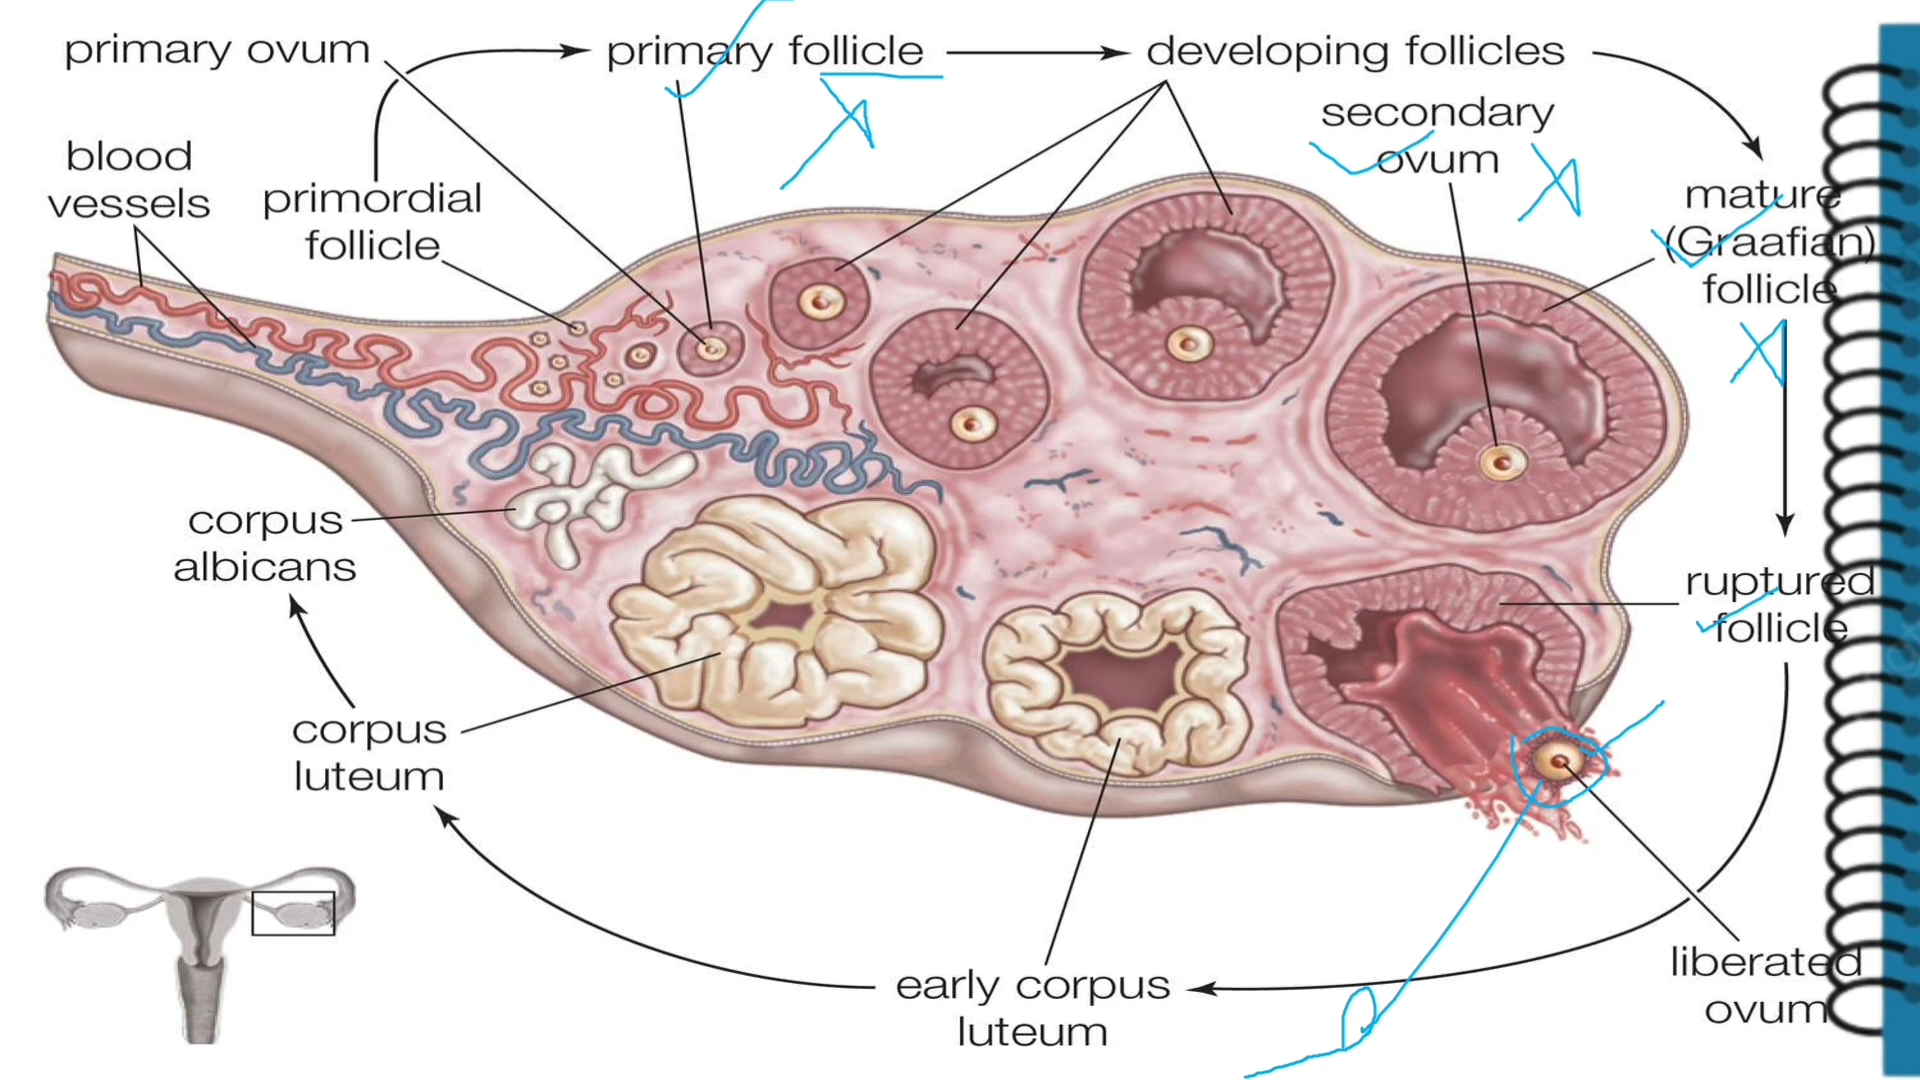 primary ovum
primary follicle
developing follicles
secondary
ovum
blood
vessels
primordial
follicle
mature
(Graafian)
follicle
corpus
albicans
ruptured
follicle
corpus
luteum
liberated
ovum
early corpus
luteum